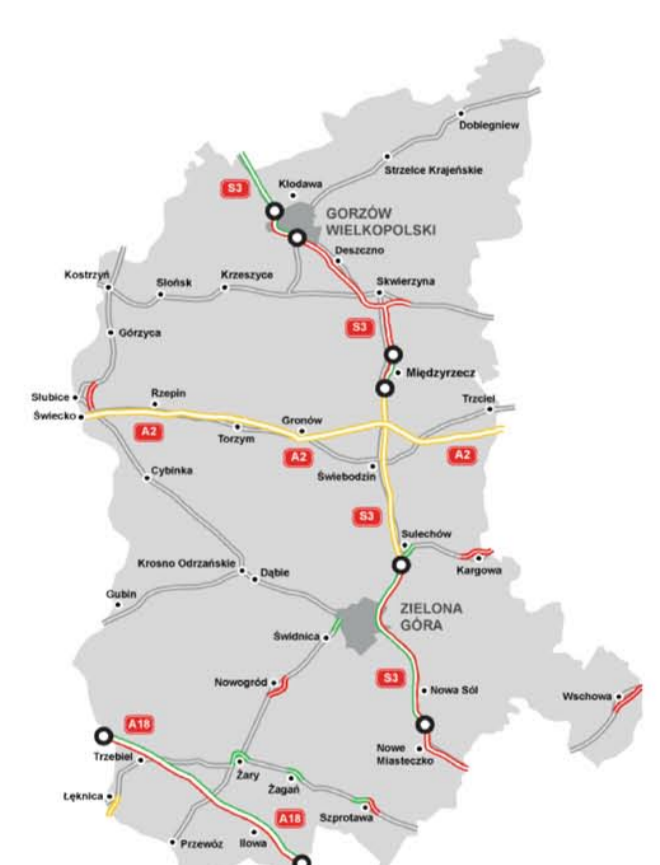 Dobiegniew
Strzelce Krajeńskie
S3
Kłodawa
GORZÓW
WIELKOPOLSKI
Deszczno
Kostrzyń
Słońsk
Krzeszyce
Skwierzyna
S3
Górzyca
Międzyrzecz
Słubice
Rzepin
Trzciel
Świecko
A2
Torzym
Gronów
A2
A2
Świebodzin
Cybinka
S3
Sulechów
Krosno Odrzańskie
Dąbie
Kargowa
Gubin
ZIELONA
GÓRA
Świdnica
Nowogród
S3
Nowa Sól
Wschowa
A18
Trzebiel
Nowe
Miasteczko
Żary
Żagań
Łęknica
A18
Szprotawa
Przewóz
Iłowa